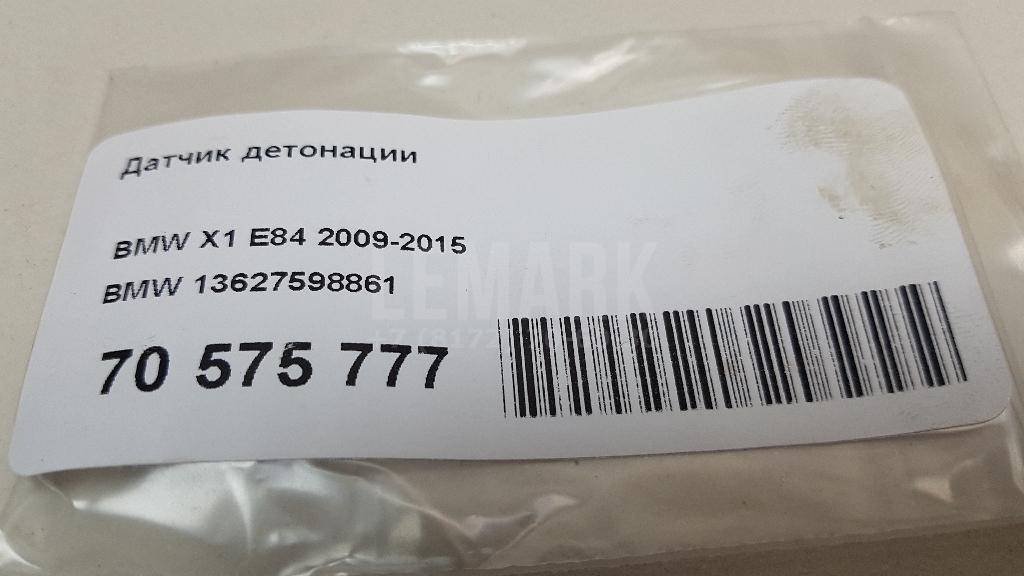 Датчик детонации
BMW X1 E84 2009-2015
BMW 13627598861
LEMARK
70 575 777